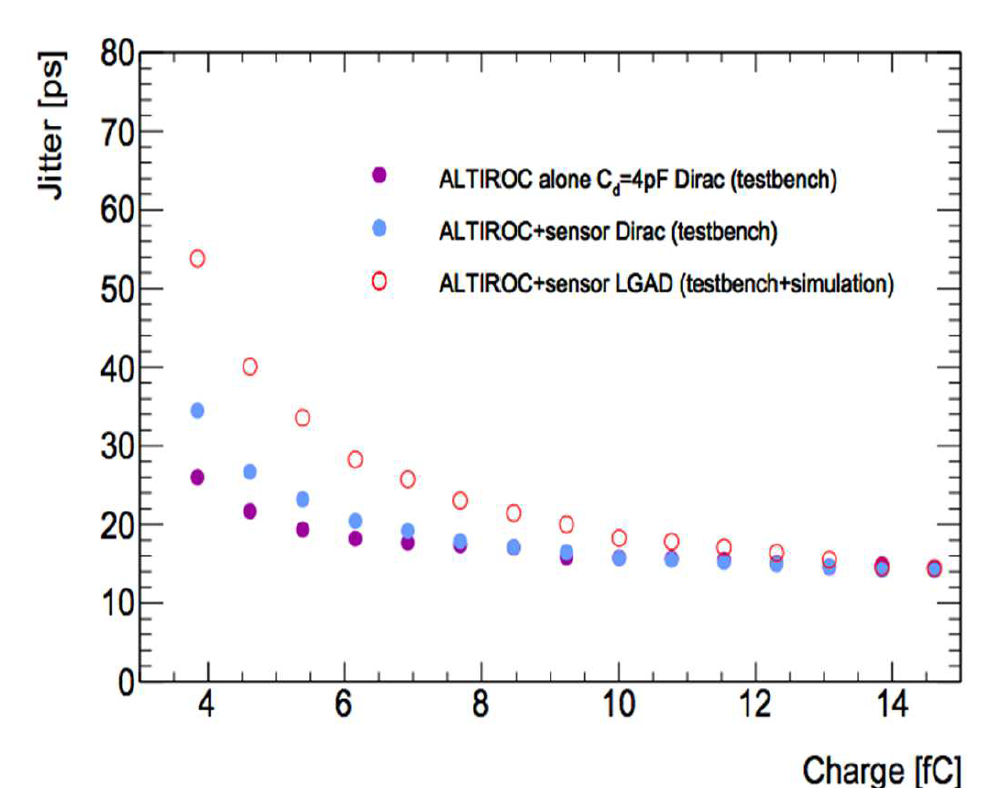 Jitter [ps]
80
70
60
50
40
30
20
10
0
ALTIROC alone Cd=4pF Dirac (testbench)
ALTIROC+sensor Dirac (testbench)
ALTIROC+sensor LGAD (testbench+simulation)
4 6 8 10 12 14
Charge [fC]